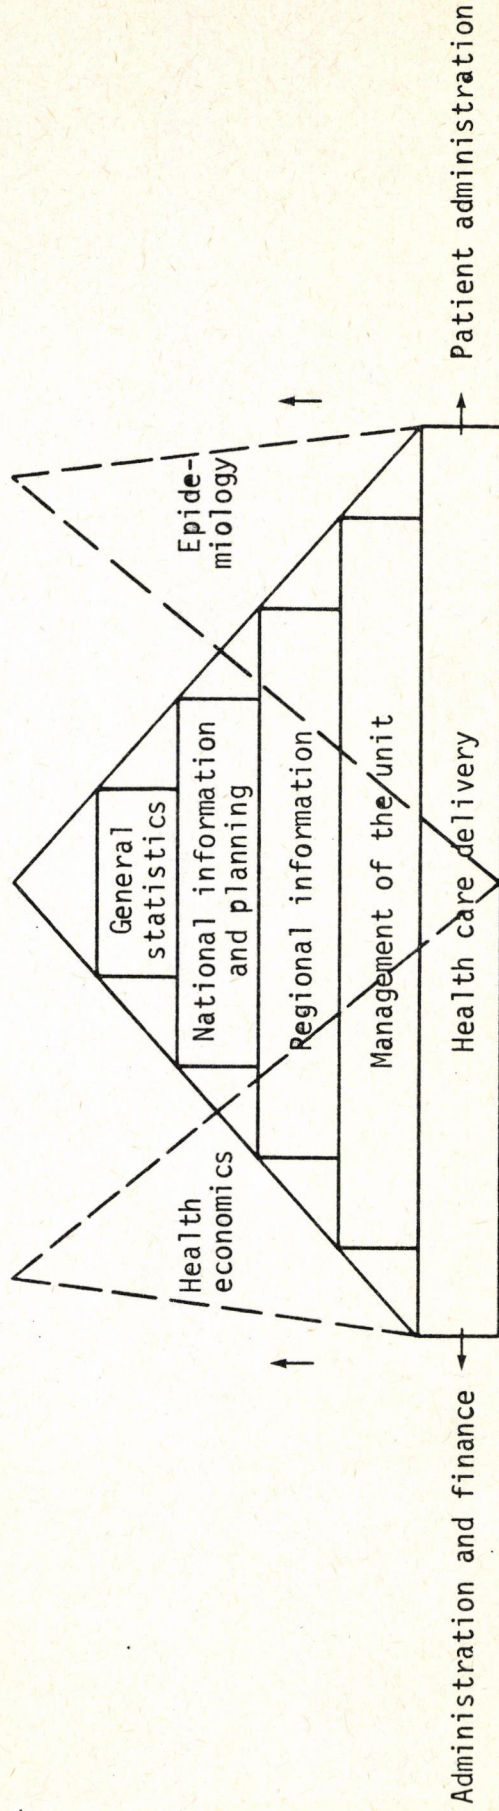 General
statistics
National information
and planning
Regional information
Management of the unit
Health care delivery
Health
economics
Epide-
miology
Administration and finance
Patient administration